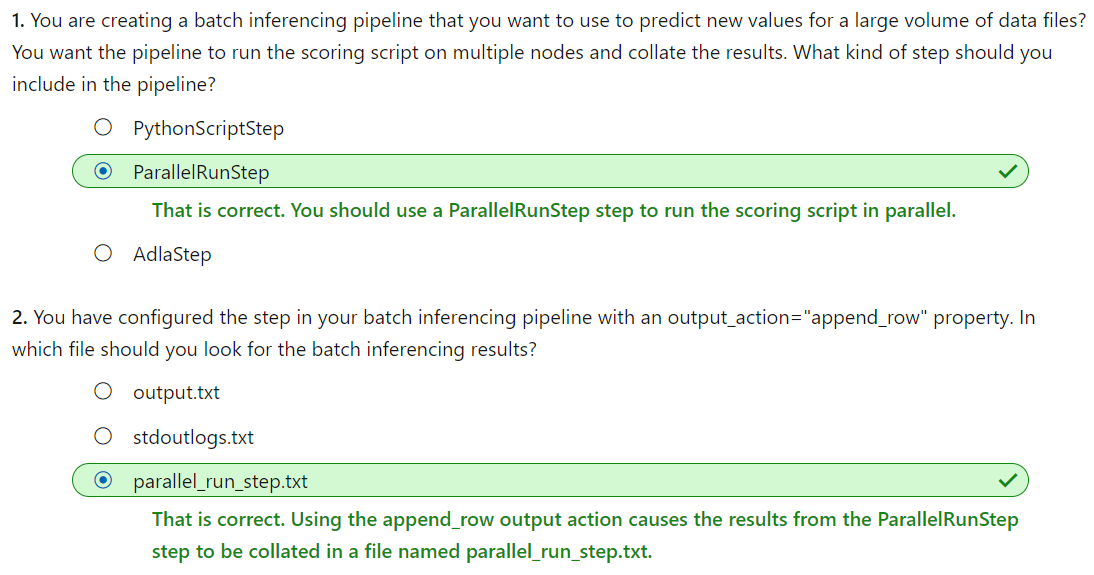 1. You are creating a batch inferencing pipeline that you want to use to predict new values for a large volume of data files?
You want the pipeline to run the scoring script on multiple nodes and collate the results. What kind of step should you
include in the pipeline?
PythonScriptStep
ParallelRunStep
That is correct. You should use a ParallelRunStep step to run the scoring script in parallel.
AdlaStep
2. You have configured the step in your batch inferencing pipeline with an output_action="append_row" property. In
which file should you look for the batch inferencing results?
output.txt
stdoutlogs.txt
parallel_run_step.txt
That is correct. Using the append_row output action causes the results from the ParallelRunStep
step to be collated in a file named parallel_run_step.txt.